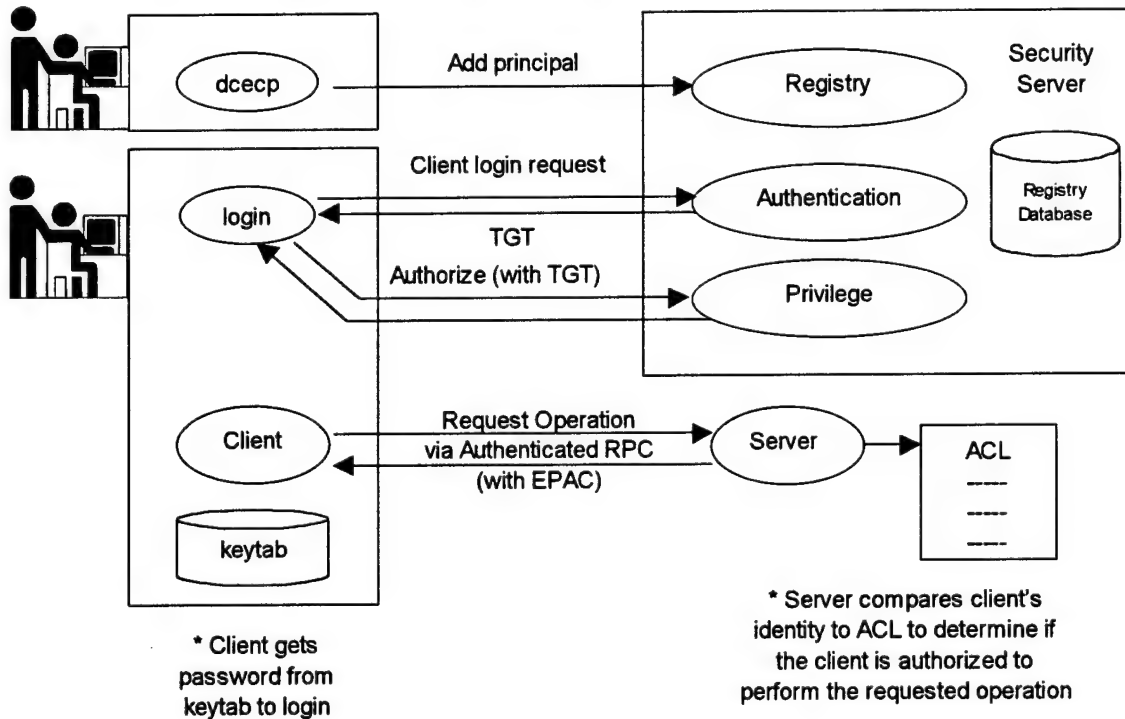 dcecp
Add principal
Registry
Security
Server
Client login request
login
Authentication
Registry
Database
TGT
Authorize (with TGT)
Privilege
Client
Request Operation
via Authenticated RPC
(with EPAC)
Server
ACL
-----
-----
-----
keytab
* Client gets
password from
keytab to login
* Server compares client's
identity to ACL to determine if
the client is authorized to
perform the requested operation